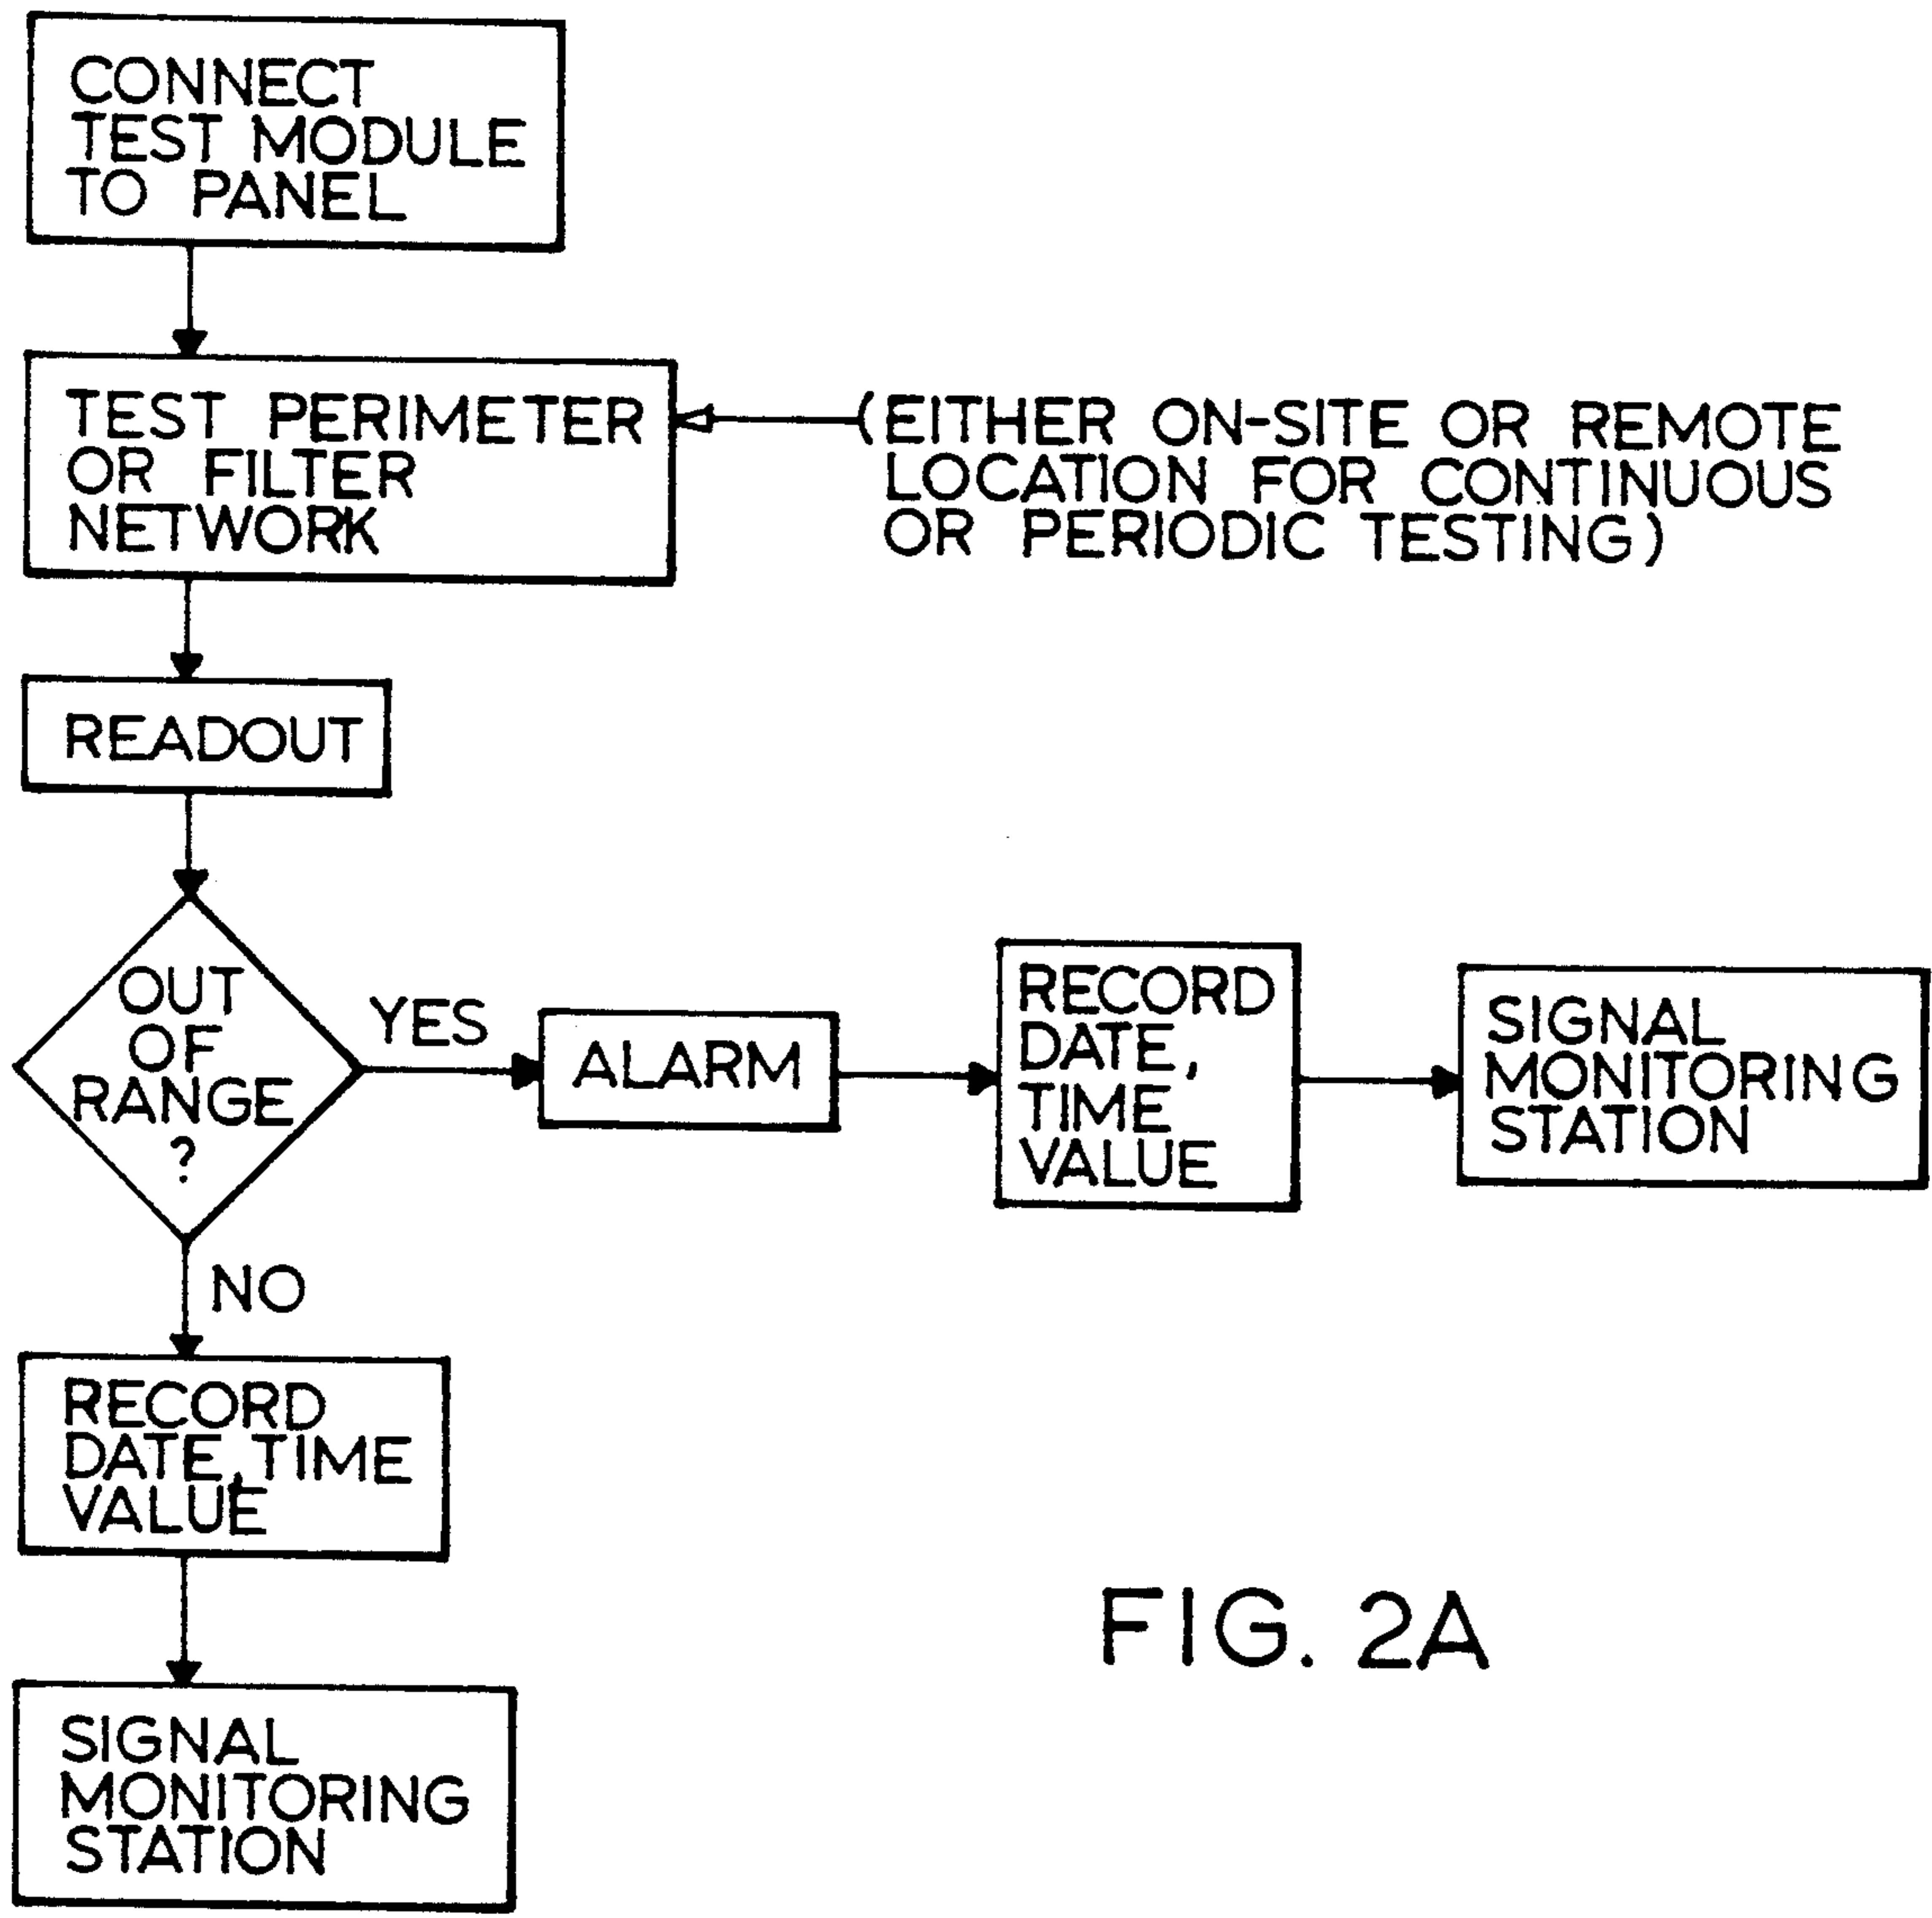 CONNECT
TEST MODULE
TO PANEL
TEST PERIMETER
OR FILTER
NETWORK
(EITHER ON-SITE OR REMOTE
LOCATION FOR CONTINUOUS
OR PERIODIC TESTING)
READOUT
OUT
OF
RANGE
?
YES
ALARM
RECORD
DATE,
TIME
VALUE
SIGNAL
MONITORING
STATION
NO
RECORD
DATE,TIME
VALUE
SIGNAL
MONITORING
STATION
FIG. 2A